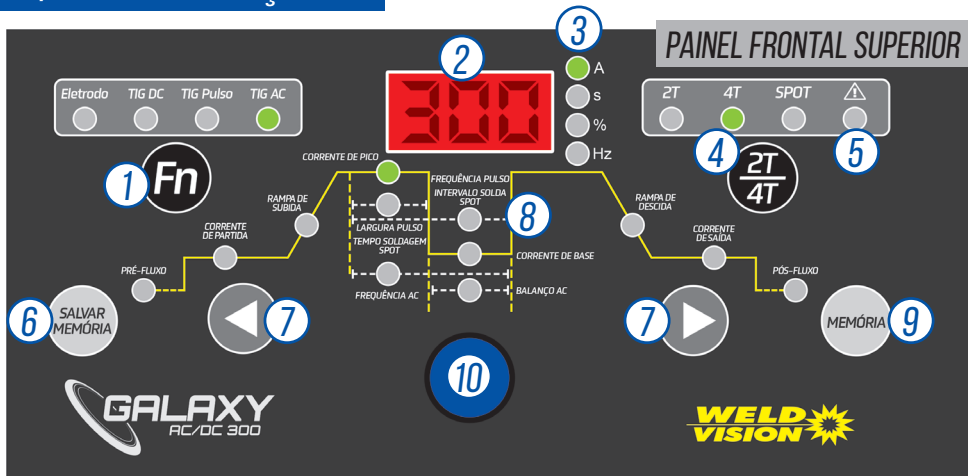 PAINEL FRONTAL SUPERIOR
3
2
A
s
%
Hz
300
Eletrodo TIG DC TIG Pulso TIG AC
2T 4T SPOT
1
Fn
4
2T
4T
5
CORRENTE DE PICO
FREQUÊNCIA PULSO
INTERVALO SOLDA
SPOT
8
RAMPA DE
SUBIDA
LARGURA PULSO
TEMPO SOLDAGEM
SPOT
RAMPA DE
DESCIDA
CORRENTE
DE PARTIDA
CORRENTE DE BASE
CORRENTE
DE SAÍDA
PRÉ-FLUXO
FREQUÊNCIA AC
BALANÇO AC
PÓS-FLUXO
6
SALVAR
MEMÓRIA
7
7
MEMÓRIA
9
10
GALAXY
AC/DC 300
WELD
VISION